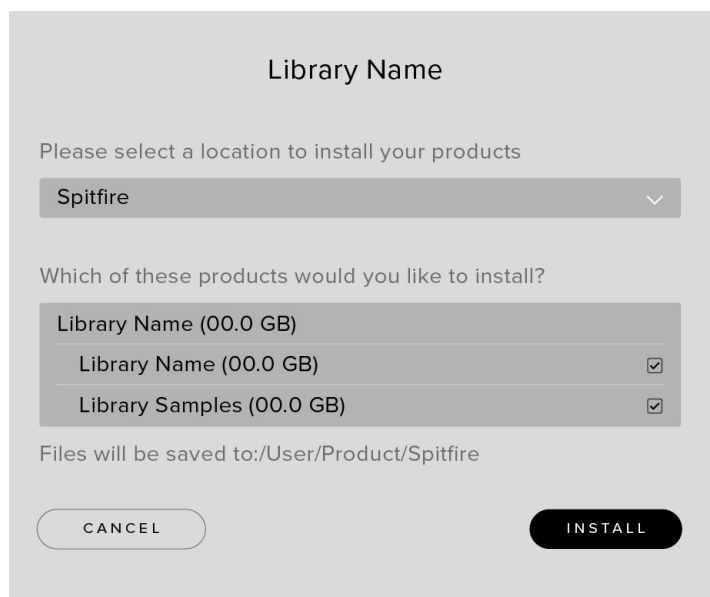 Library Name
Please select a location to install your products
Spitfire
Which of these products would you like to install?
Library Name (00.0 GB)
Library Name (00.0 GB)
Library Samples (00.0 GB)
Files will be saved to:/User/Product/Spitfire
CANCEL
INSTALL